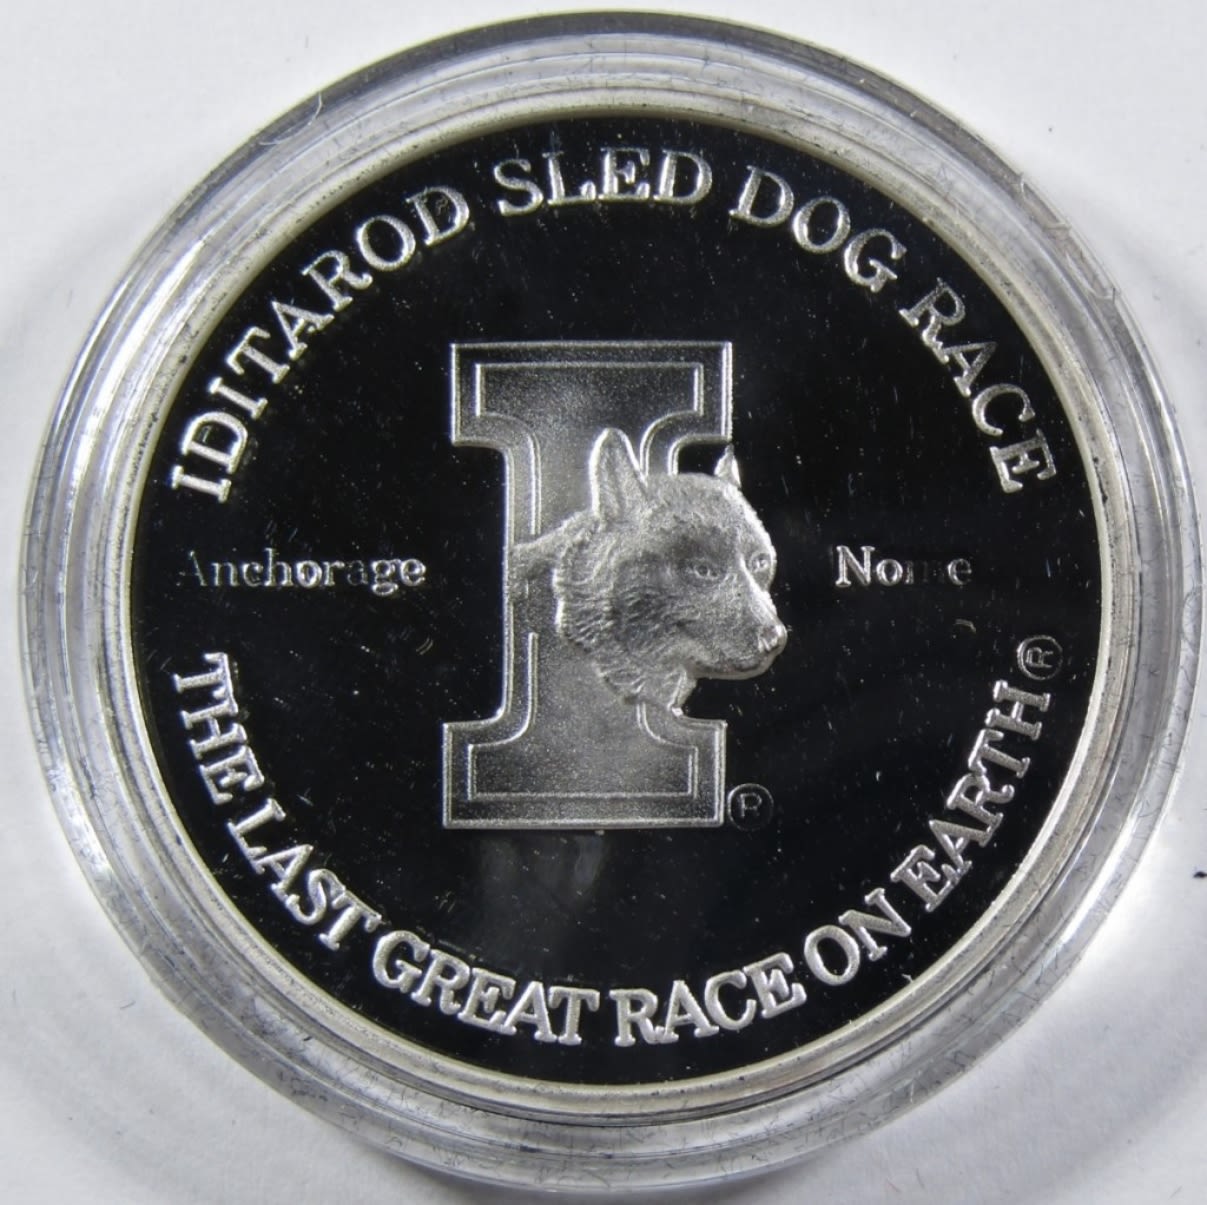 IDITAROD SLED DOG RACE
Anchorage
I
Nome
®
THE LAST GREAT RACE ON EARTH®